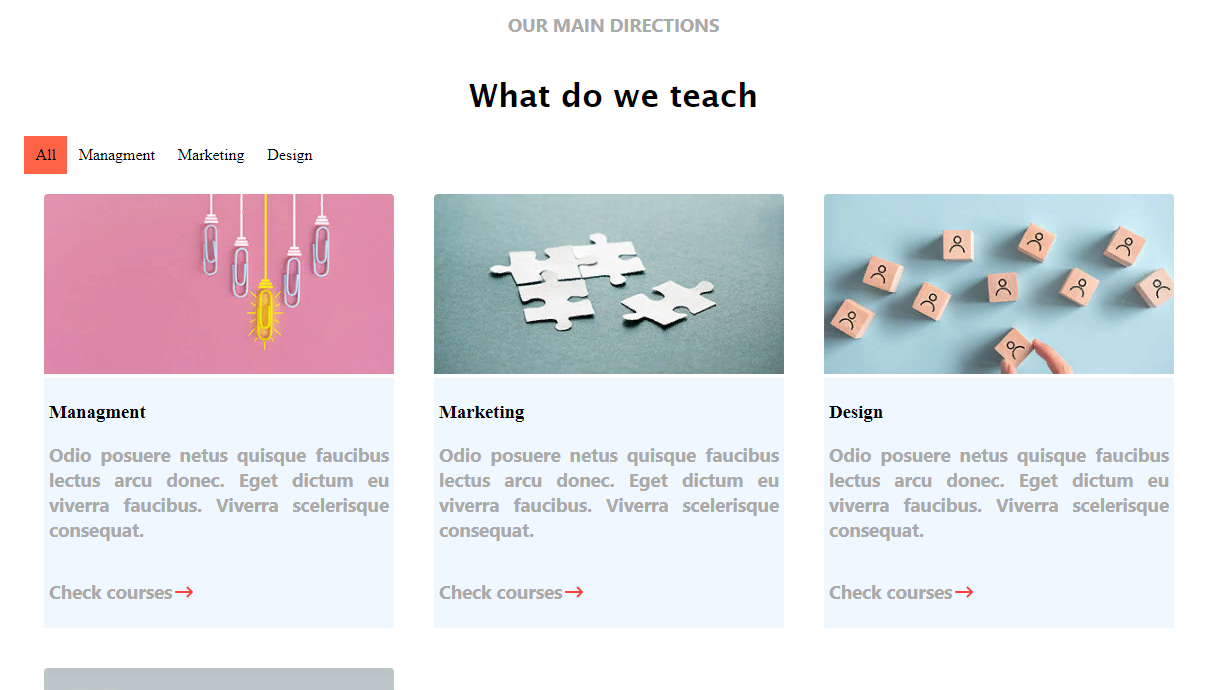 OUR MAIN DIRECTIONS
What do we teach
All Managment Marketing Design
Managment
Odio posuere netus quisque faucibus
lectus arcu donec. Eget dictum eu
viverra faucibus. Viverra scelerisque
consequat.
Check courses→
Marketing
Odio posuere netus quisque faucibus
lectus arcu donec. Eget dictum eu
viverra faucibus. Viverra scelerisque
consequat.
Check courses→
Design
Odio posuere netus quisque faucibus
lectus arcu donec. Eget dictum eu
viverra faucibus. Viverra scelerisque
consequat.
Check courses→